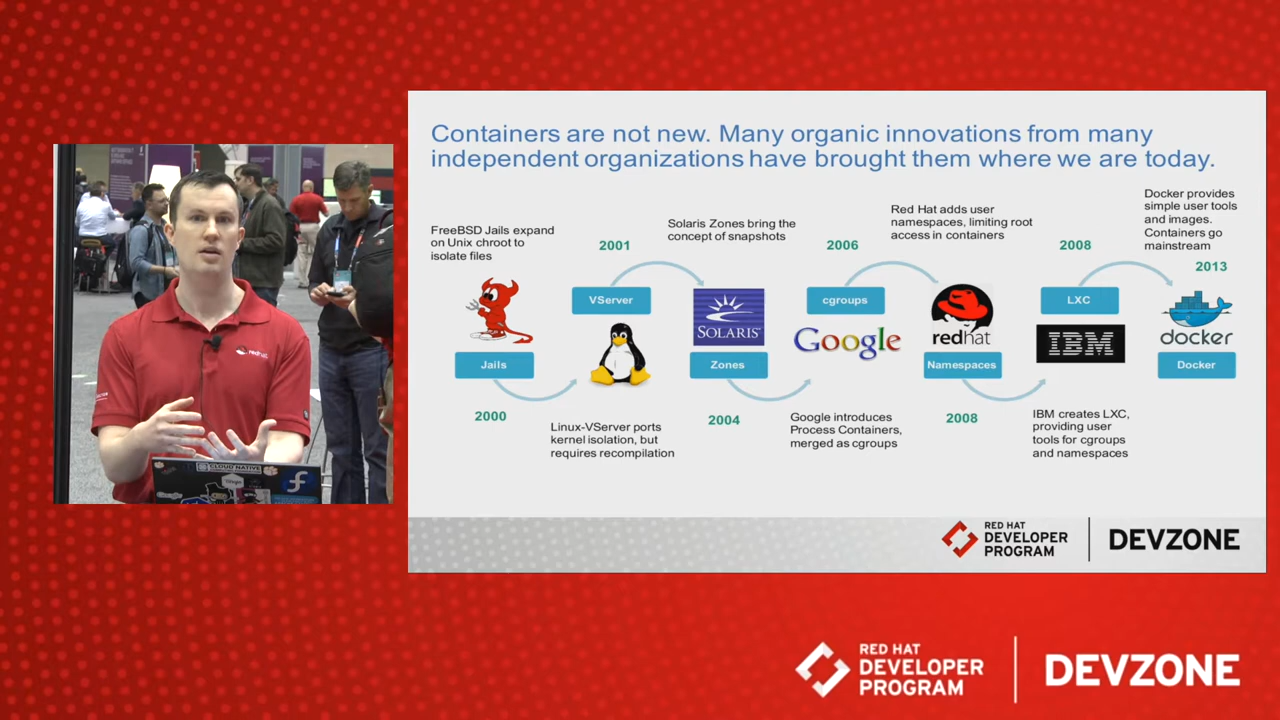 Containers are not new. Many organic innovations from many
independent organizations have brought them where we are today.
FreeBSD Jails expand
on Unix chroot to
isolate files
Jails
2000
2001
VServer
Linux-VServer ports
kernel isolation, but
requires recompilation
Solaris Zones bring the
concept of snapshots
SOLARIS
Zones
2004
2006
cgroups
Google
Google introduces
Process Containers,
merged as cgroups
Red Hat adds user
namespaces, limiting root
access in containers
redhat
Namespaces
2008
2008
LXC
IBM
IBM creates LXC,
providing user
tools for cgroups
and namespaces
Docker provides
simple user tools
and images.
Containers go
mainstream
2013
docker
Docker
RED HAT
DEVELOPER
PROGRAM
DEVZONE
redhat
CLOUD NATIVE
RED HAT
DEVELOPER
PROGRAM
DEVZONE